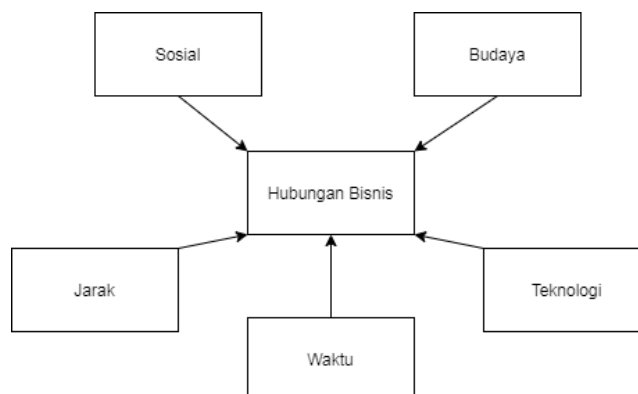 Sosial
Budaya
Hubungan Bisnis
Jarak
Teknologi
Waktu